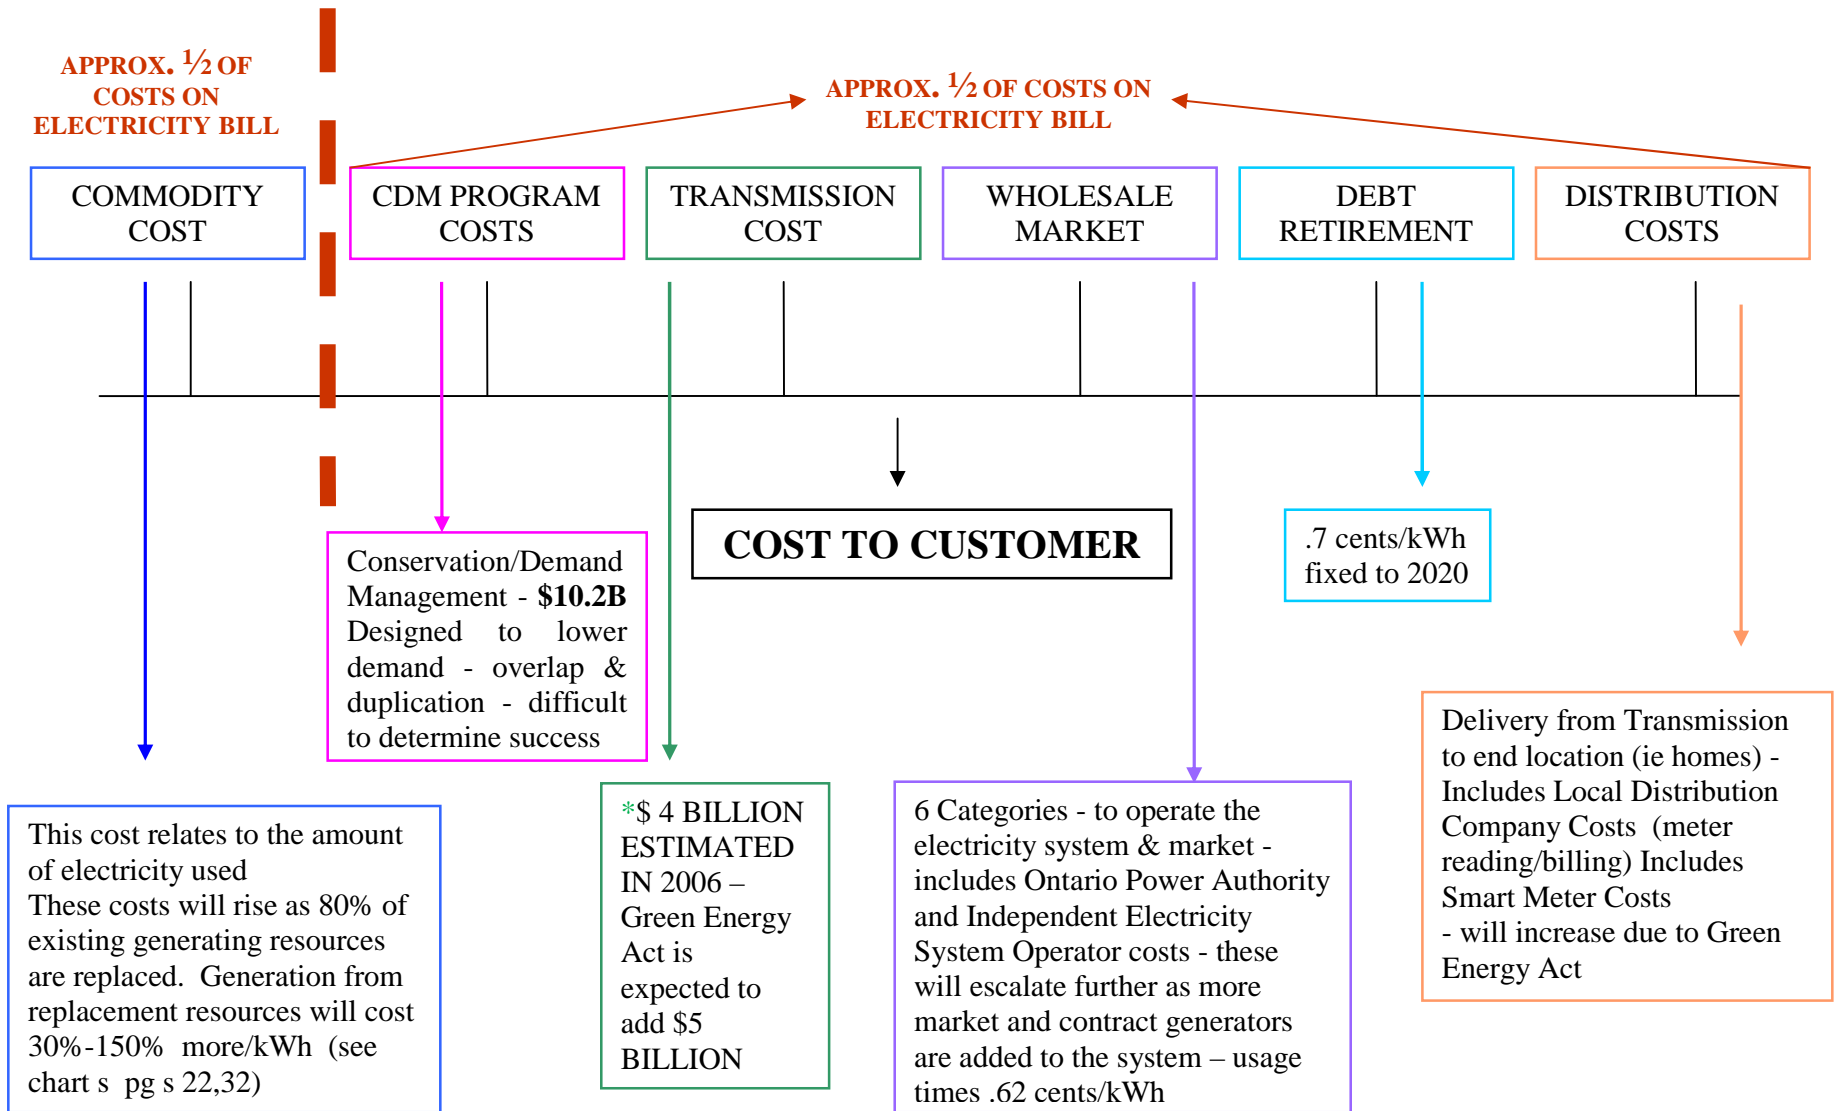 APPROX. ½ OF
COSTS ON
ELECTRICITY BILL
APPROX. ½ OF COSTS ON
ELECTRICITY BILL
COMMODITY
COST
CDM PROGRAM
COSTS
TRANSMISSION
COST
WHOLESALE
MARKET
DEBT
RETIREMENT
DISTRIBUTION
COSTS
COST TO CUSTOMER
.7 cents/kWh
fixed to 2020
Conservation/Demand
Management - $10.2B
Designed to lower
demand - overlap &
duplication - difficult
to determine success
This cost relates to the amount
of electricity used
These costs will rise as 80% of
existing generating resources
are replaced. Generation from
replacement resources will cost
30%-150% more/kWh (see
chart s pg s 22,32)
*$ 4 BILLION
ESTIMATED
IN 2006 –
Green Energy
Act is
expected to
add $5
BILLION
6 Categories - to operate the
electricity system & market -
includes Ontario Power Authority
and Independent Electricity
System Operator costs - these
will escalate further as more
market and contract generators
are added to the system – usage
times .62 cents/kWh
Delivery from Transmission
to end location (ie homes) -
Includes Local Distribution
Company Costs (meter
reading/billing) Includes
Smart Meter Costs
- will increase due to Green
Energy Act